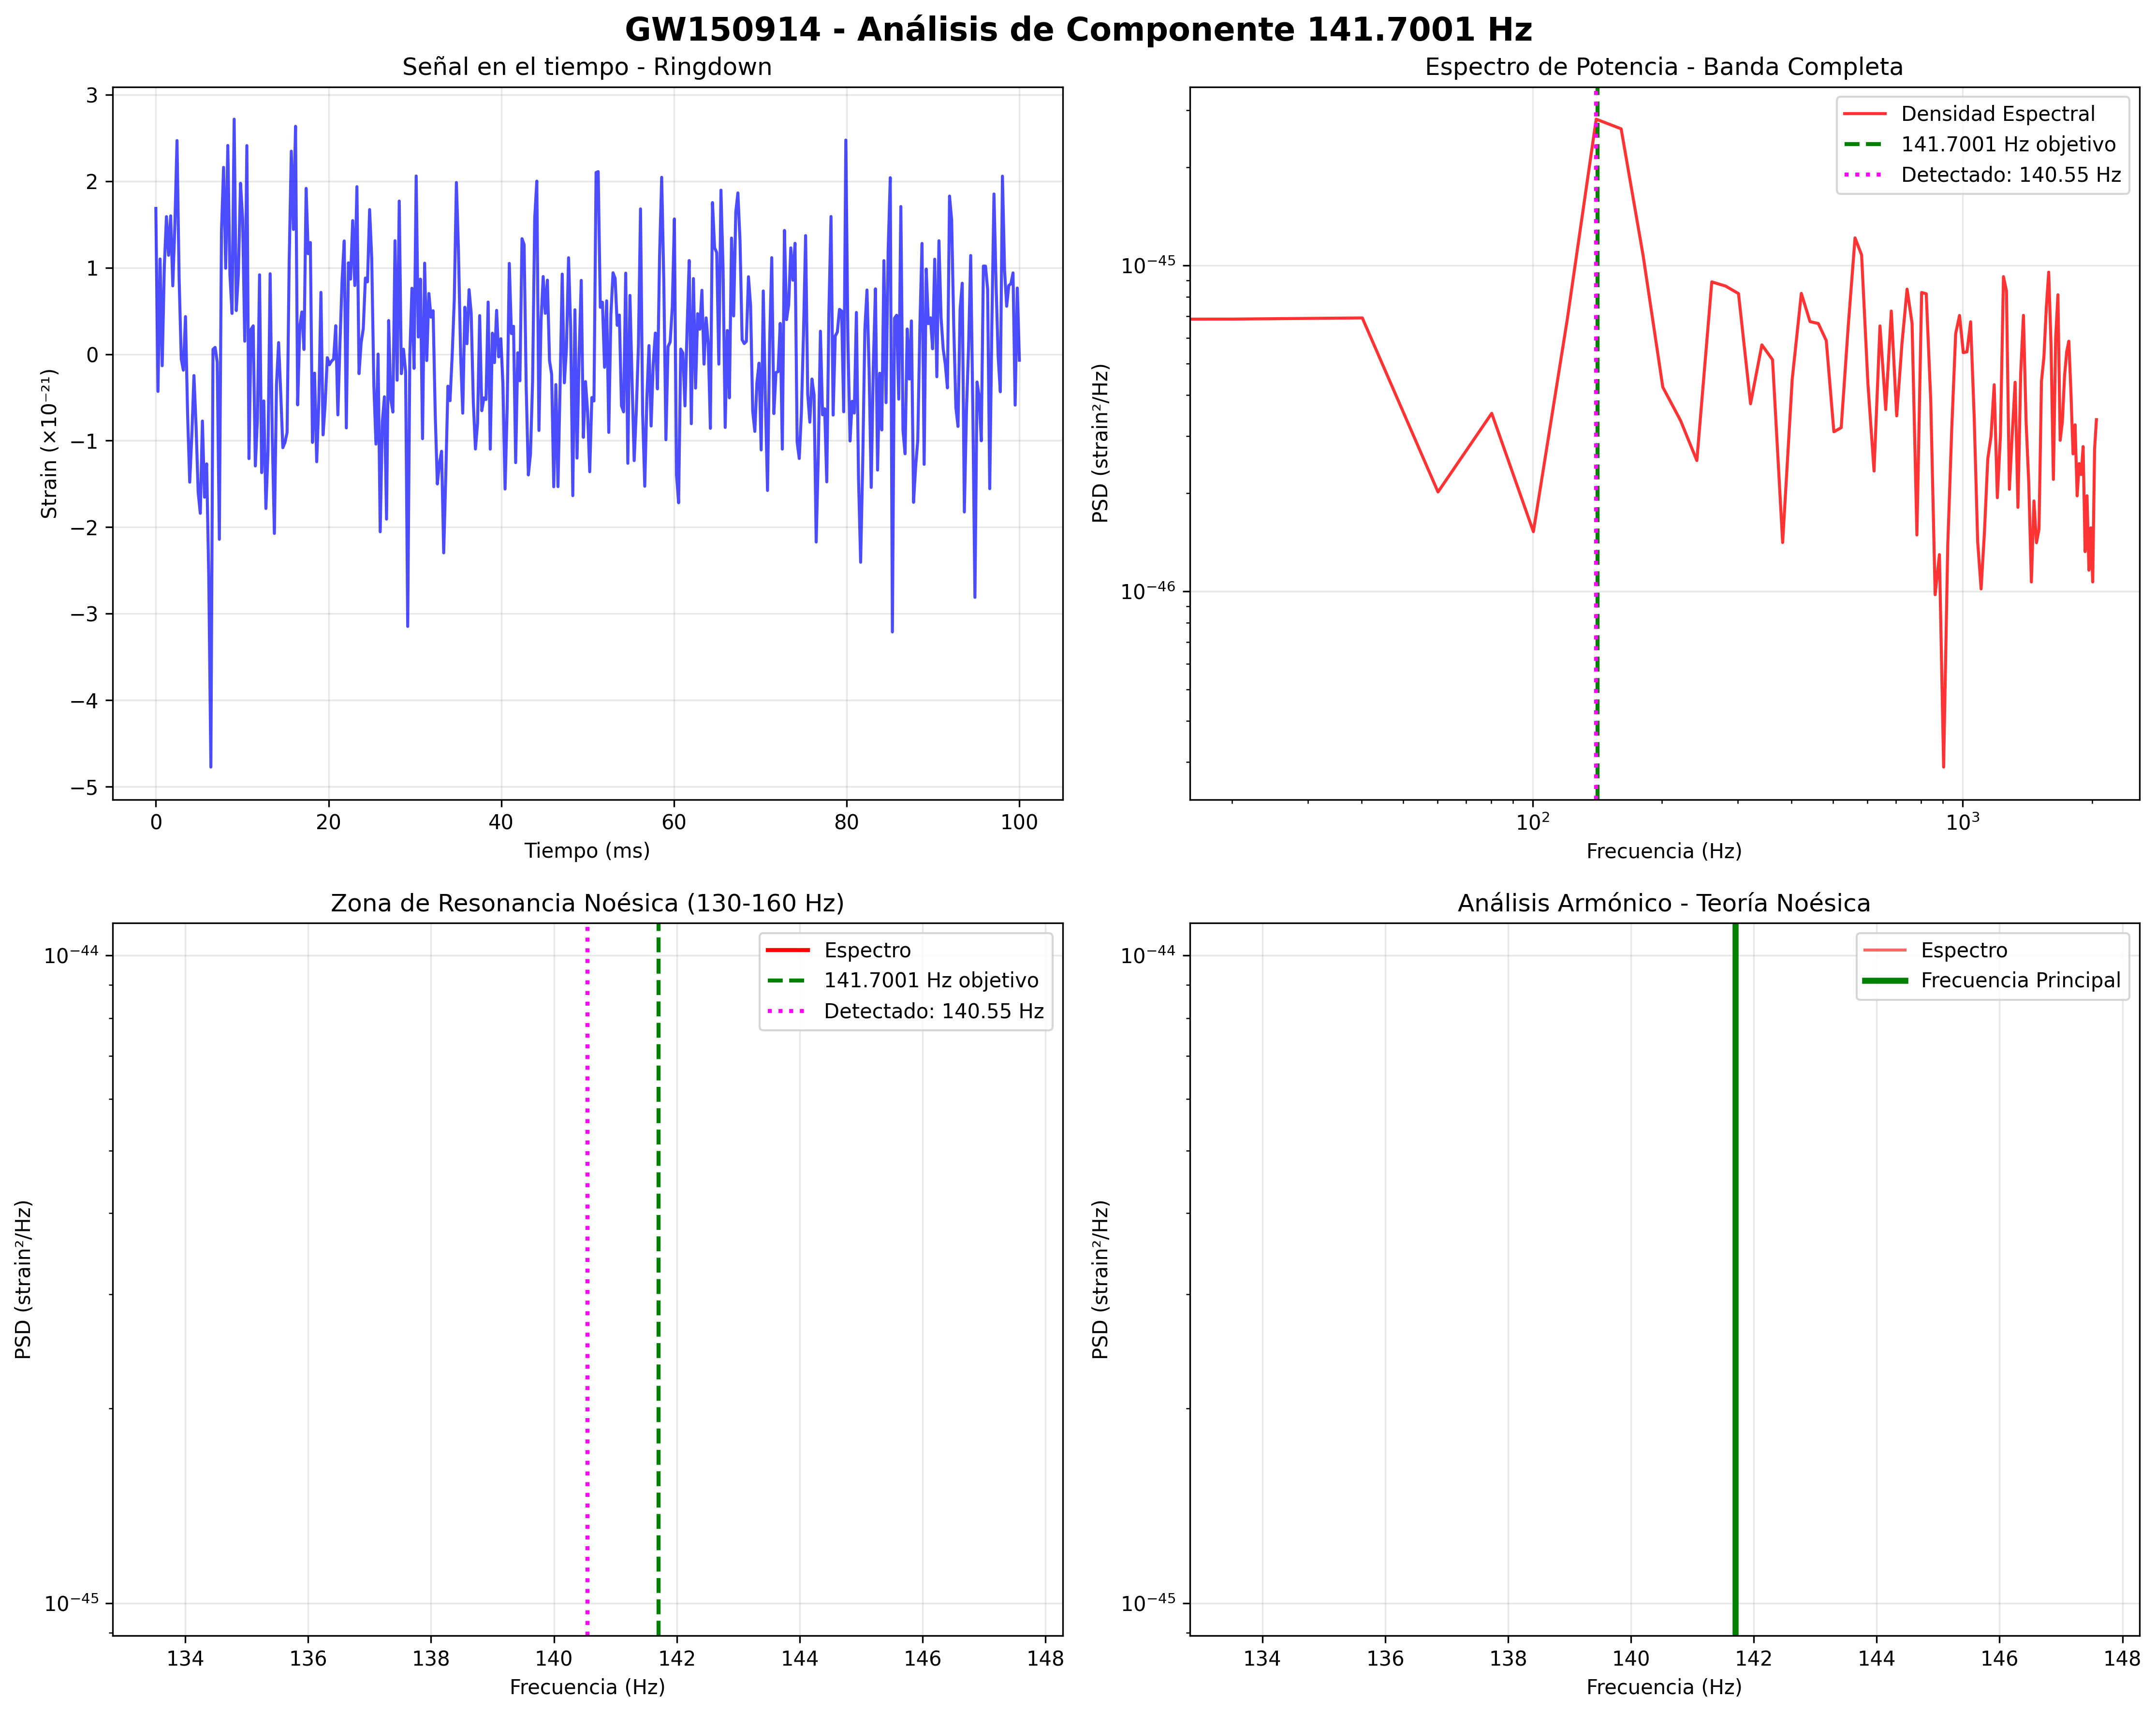 GW150914 - Análisis de Componente 141.7001 Hz
Señal en el tiempo - Ringdown
3
2
1
0
−1
−2
−3
−4
−5
Strain (×10⁻²¹)
0 20 40 60 80 100
Tiempo (ms)
Espectro de Potencia - Banda Completa
Densidad Espectral
141.7001 Hz objetivo
Detectado: 140.55 Hz
10⁻⁴⁵
10⁻⁴⁶
PSD (strain²/Hz)
10² 10³
Frecuencia (Hz)
Zona de Resonancia Noésica (130-160 Hz)
Espectro
141.7001 Hz objetivo
Detectado: 140.55 Hz
10⁻⁴⁴
10⁻⁴⁵
PSD (strain²/Hz)
134 136 138 140 142 144 146 148
Frecuencia (Hz)
Análisis Armónico - Teoría Noésica
Espectro
Frecuencia Principal
10⁻⁴⁴
10⁻⁴⁵
PSD (strain²/Hz)
134 136 138 140 142 144 146 148
Frecuencia (Hz)